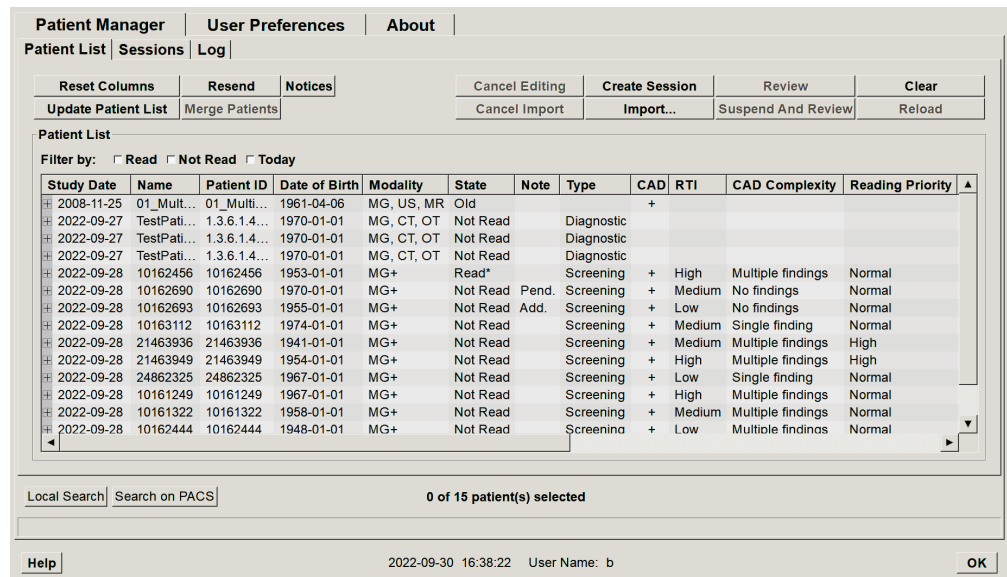 Patient Manager User Preferences About
Patient List Sessions Log
Reset Columns Resend Notices Cancel Editing Create Session Review Clear
Update Patient List Merge Patients Cancel Import Import... Suspend And Review Reload
Patient List
Filter by: Read Not Read Today
Study Date Name Patient ID Date of Birth Modality State Note Type CAD RTI CAD Complexity Reading Priority
2008-11-25 01_Mult... 01_Multi... 1961-04-06 MG, US, MR Old +
2022-09-27 TestPati... 1.3.6.1.4... 1970-01-01 MG, CT, OT Not Read Diagnostic
2022-09-27 TestPati... 1.3.6.1.4... 1970-01-01 MG, CT, OT Not Read Diagnostic
2022-09-27 TestPati... 1.3.6.1.4... 1970-01-01 MG, CT, OT Not Read Diagnostic
2022-09-28 10162456 10162456 1953-01-01 MG+ Read* Screening + High Multiple findings Normal
2022-09-28 10162690 10162690 1970-01-01 MG+ Not Read Pend. Screening + Medium No findings Normal
2022-09-28 10162693 10162693 1955-01-01 MG+ Not Read Add. Screening + Low No findings Normal
2022-09-28 10163112 10163112 1974-01-01 MG+ Not Read Screening + Medium Single finding Normal
2022-09-28 21463936 21463936 1941-01-01 MG+ Not Read Screening + Medium Multiple findings High
2022-09-28 21463949 21463949 1954-01-01 MG+ Not Read Screening + High Multiple findings High
2022-09-28 24862325 24862325 1967-01-01 MG+ Not Read Screening + Low Single finding Normal
2022-09-28 10161249 10161249 1967-01-01 MG+ Not Read Screening + High Multiple findings Normal
2022-09-28 10161322 10161322 1958-01-01 MG+ Not Read Screening + Medium Multiple findings Normal
2022-09-28 10162444 10162444 1948-01-01 MG+ Not Read Screening + Low Multiple findings Normal
Local Search Search on PACS 0 of 15 patient(s) selected
Help 2022-09-30 16:38:22 User Name: b OK